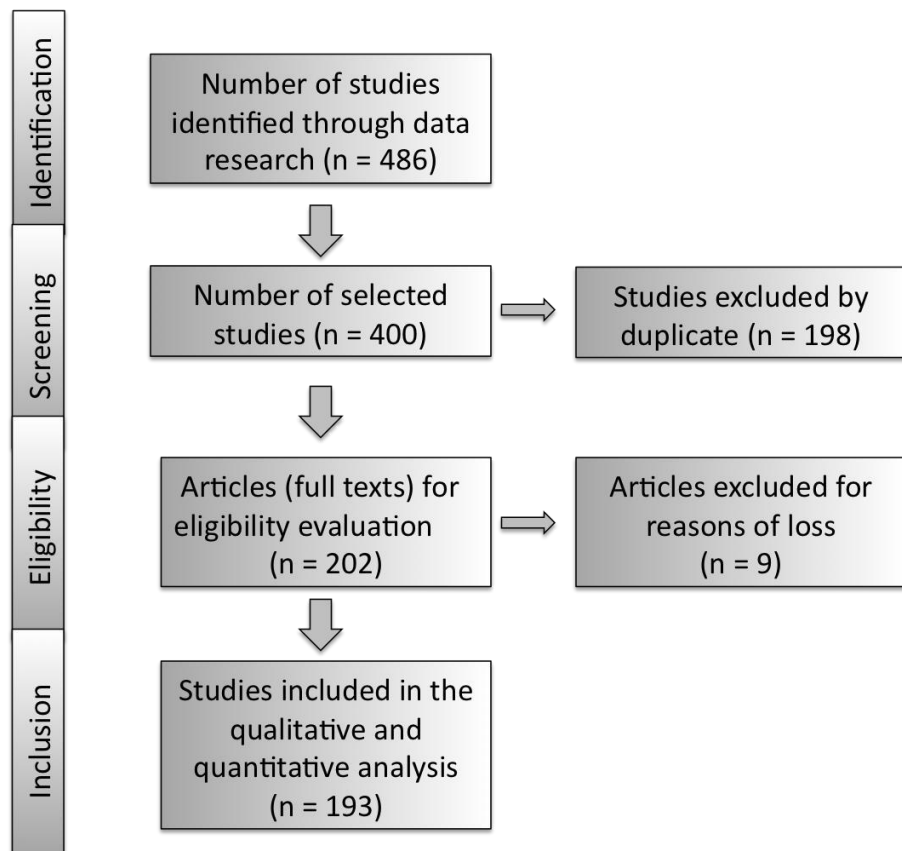 Identification
Number of studies
identified through data
research (n = 486)
Screening
Number of selected
studies (n = 400)
Studies excluded by
duplicate (n = 198)
Eligibility
Articles (full texts) for
eligibility evaluation
(n = 202)
Articles excluded for
reasons of loss
(n = 9)
Inclusion
Studies included in the
qualitative and
quantitative analysis
(n = 193)